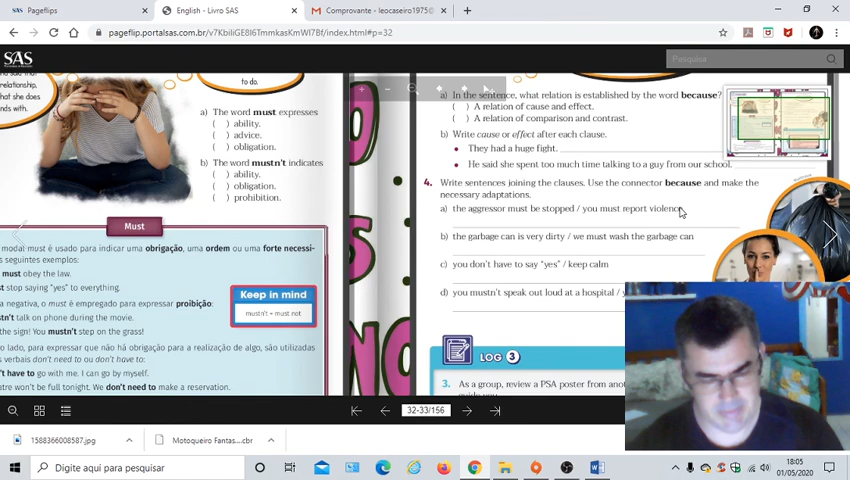 Pageflips
English - Livro SAS
Comprovente - leocaseiro1975@
pageflip.portalsas.com.br/v7KbiliGE8I6TmmkasKmWI7Bf/index.html#p=32
SAS
Pesquisa
relationship,
hat she does
nds with.
to do.
a) The word must expresses
( ) ability.
( ) advice.
( ) obligation.
b) The word mustn't indicates
( ) ability.
( ) obligation.
( ) prohibition.
Must
modal must é usado para indicar uma obrigação, uma ordem ou uma forte necessi-
s seguintes exemplos:
must obey the law.
st stop saying "yes" to everything.
a negativa, o must é empregado para expressar proibição:
stn't talk on phone during the movie.
the sign! You mustn't step on the grass!
o lado, para expressar que não há obrigação para a realização de algo, são utilizadas
s verbais don't need to ou don't have to:
't have to go with me. I can go by myself.
atre won't be full tonight. We don't need to make a reservation.
Keep in mind
mustn't = must not
a) In the sentence, what relation is established by the word because?
( ) A relation of cause and effect.
( ) A relation of comparison and contrast.
b) Write cause or effect after each clause.
• They had a huge fight.
• He said she spent too much time talking to a guy from our school.
4. Write sentences joining the clauses. Use the connector because and make the
necessary adaptations.
a) the aggressor must be stopped / you must report violence
b) the garbage can is very dirty / we must wash the garbage can
c) you don't have to say "yes" / keep calm
d) you mustn't speak out loud at a hospital /
LOG 3
3. As a group, review a PSA poster from
32-33/156
1588366008587.jpg
Motoqueiro Fantas....cbr
Digite aqui para pesquisar
18:05
01/05/2020